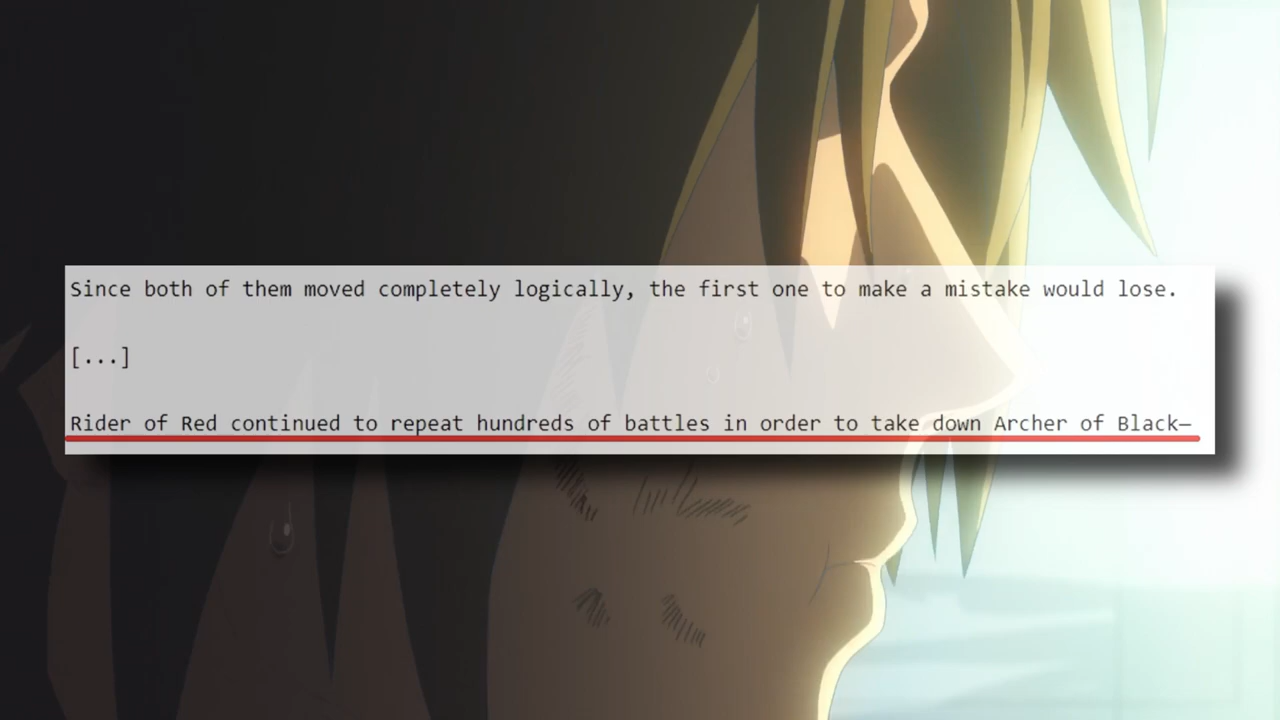 Since both of them moved completely logically, the first one to make a mistake would lose.
[...]
Rider of Red continued to repeat hundreds of battles in order to take down Archer of Black—